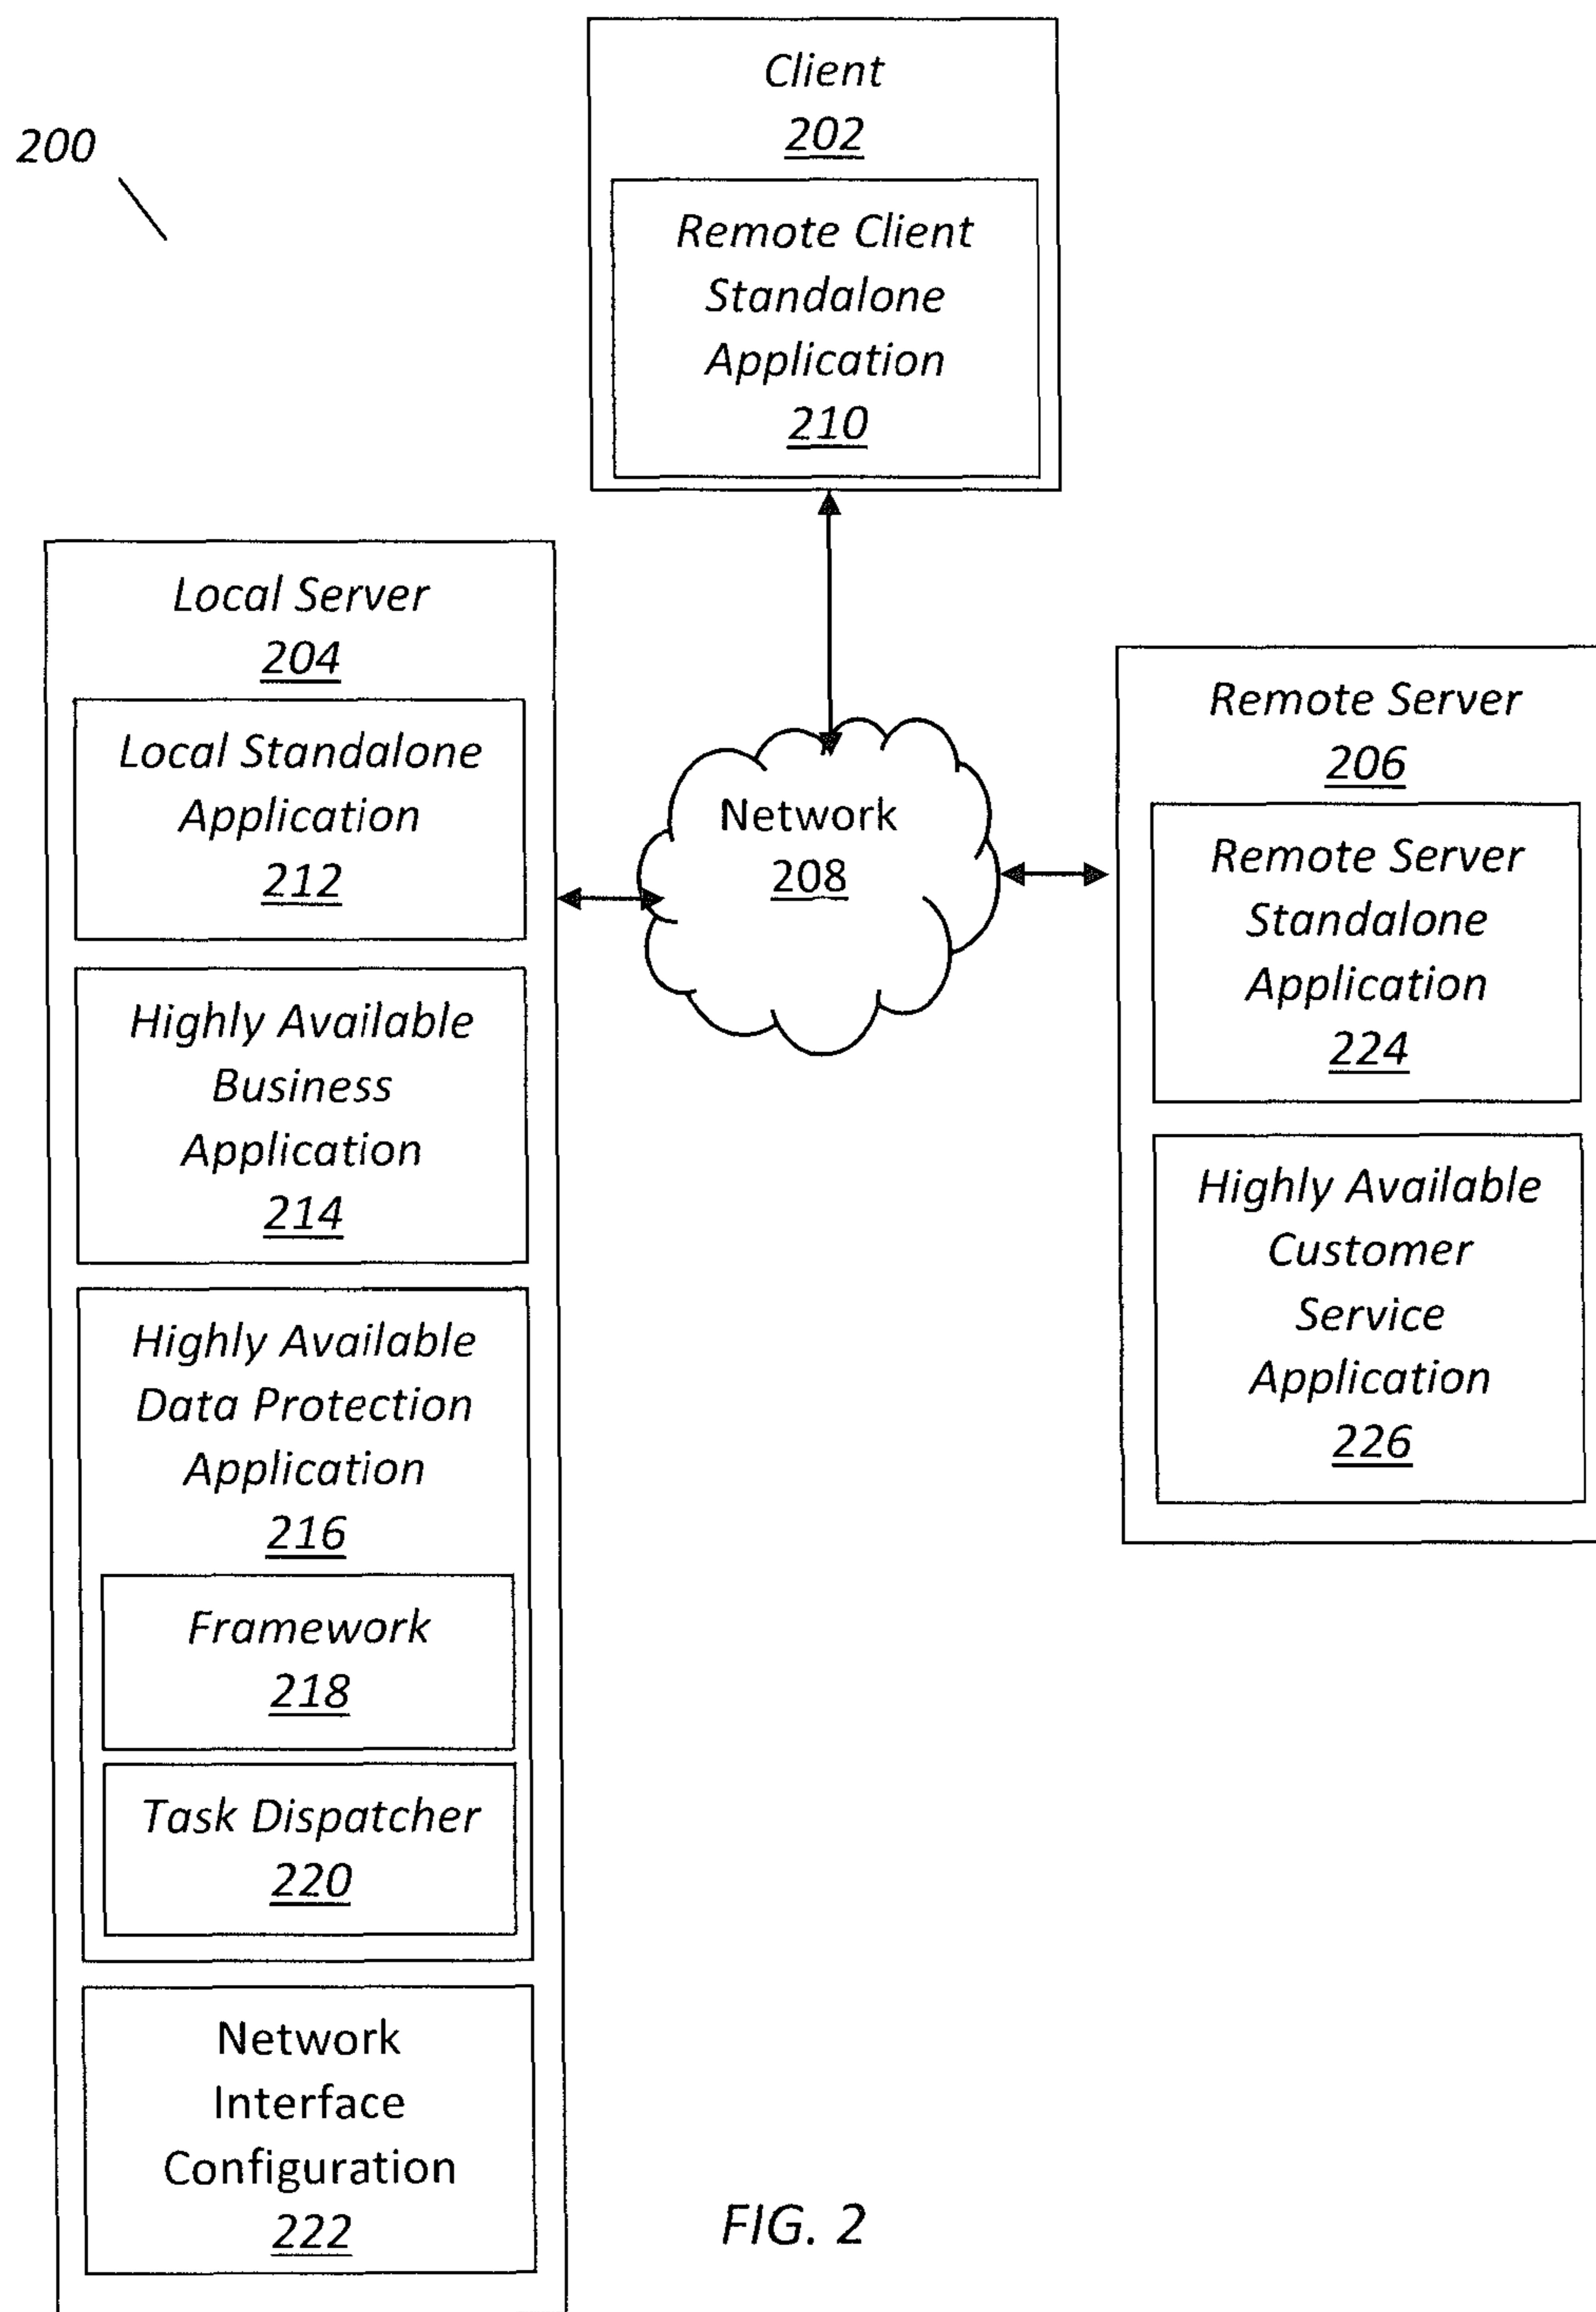 200
Client
202
Remote Client
Standalone
Application
210
Local Server
204
Local Standalone
Application
212
Highly Available
Business
Application
214
Highly Available
Data Protection
Application
216
Framework
218
Task Dispatcher
220
Network
Interface
Configuration
222
Network
208
Remote Server
206
Remote Server
Standalone
Application
224
Highly Available
Customer
Service
Application
226
FIG. 2